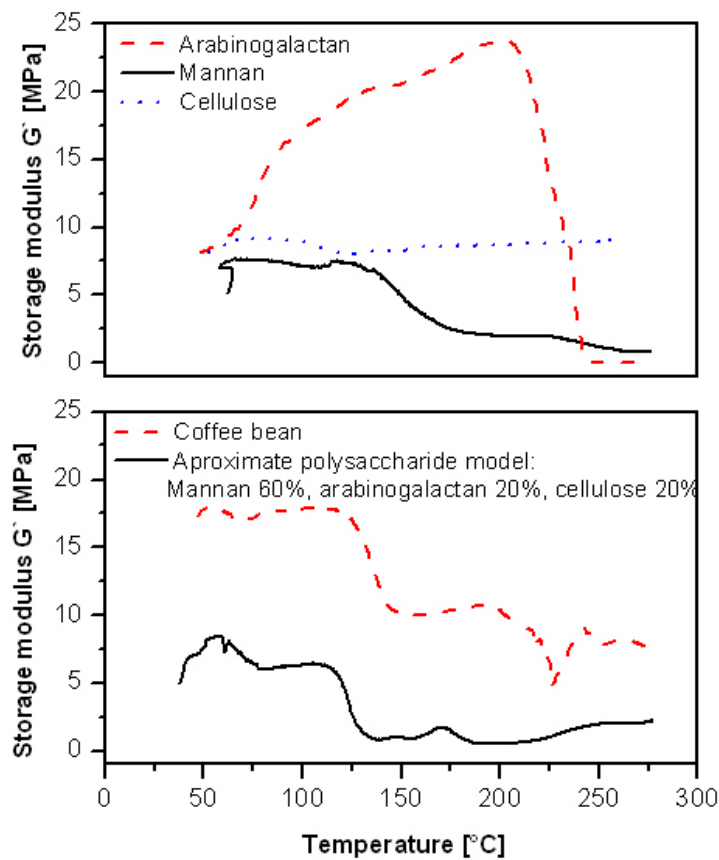 25
20
15
10
5
0
Storage modulus G` [MPa]
Arabinogalactan
Mannan
Cellulose
25
20
15
10
5
0
Storage modulus G` [MPa]
Coffee bean
Aproximate polysaccharide model:
Mannan 60%, arabinogalactan 20%, cellulose 20%
0 50 100 150 200 250 300
Temperature [°C]